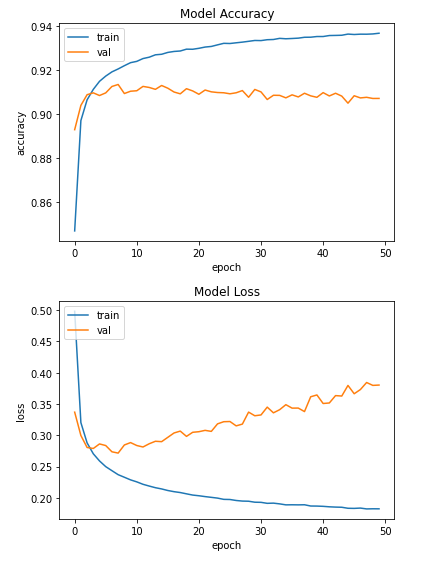 Model Accuracy
0.94
0.92
0.90
0.88
0.86
accuracy
train
val
0 10 20 30 40 50
epoch
Model Loss
0.50
0.45
0.40
0.35
0.30
0.25
0.20
loss
train
val
0 10 20 30 40 50
epoch